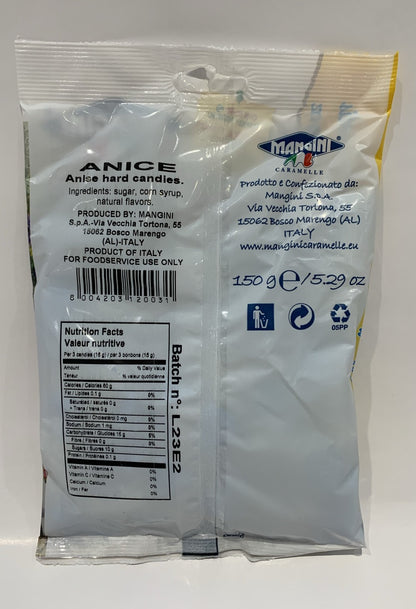 ANICE
Anise hard candies.
Ingredients: sugar, corn syrup,
natural flavors.
PRODUCED BY: MANGINI
S.p.A.-Via Vecchia Tortona, 55
15062 Bosco Marengo
(AL)-ITALY
PRODUCT OF ITALY
FOR FOODSERVICE USE ONLY
8 004203 120031
Nutrition Facts
Valeur nutritive
Per 3 candies (15 g) / par 3 bonbons (15 g)
Amount % Daily Value
Teneur % valeur quotidienne
Calories / Calories 60 g
Fat / Lipides 0.1 g 0%
Saturated / saturés 0 g
+ Trans / trans 0 g 0%
Cholesterol / Cholestérol 0 mg 0%
Sodium / Sodium 1 mg 0%
Carbohydrate / Glucides 15 g 5%
Fibre / Fibres 0 g 0%
Sugars / Sucres 10 g
Protein / Protéines 0.1 g
Vitamin A / Vitamine A 0%
Vitamin C / Vitamine C 0%
Calcium / Calcium 0%
Iron / Fer 0%
Batch n°: L23E2
MANGINI
CARAMELLE
Prodotto e Confezionato da:
Mangini S.p.A.
Via Vecchia Tortona, 55
15062 Bosco Marengo (AL)
ITALY
www.manginicaramelle.eu
150 g e / 5.29 oz
05PP